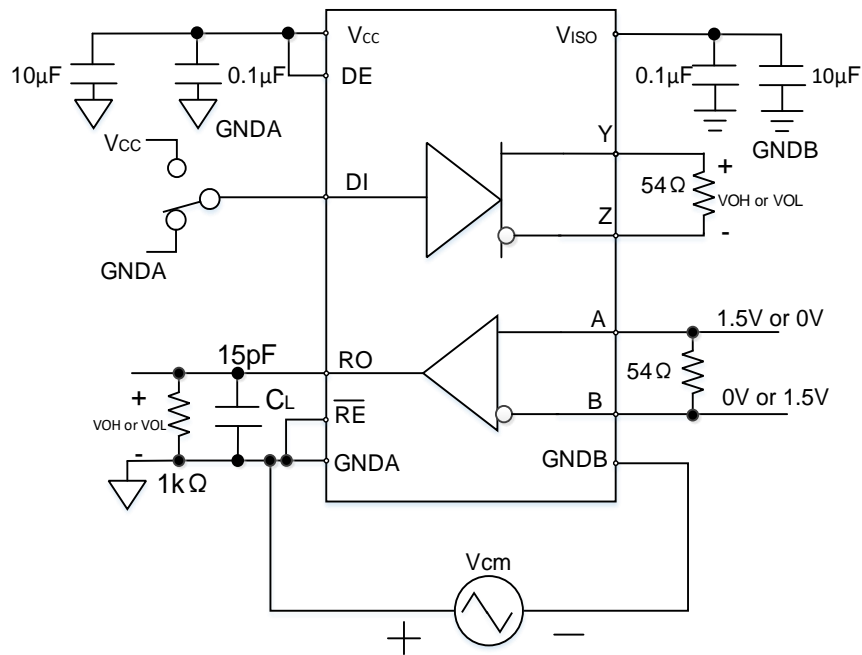 VCC
VISO
10µF
0.1µF
DE
0.1µF
10µF
GNDA
VCC
Y
GNDB
+
DI
54Ω
VOH or VOL
Z
-
GNDA
A
1.5V or 0V
15pF
RO
54Ω
+
CL
B
0V or 1.5V
VOH or VOL
RE
-
GNDA
GNDB
1kΩ
Vcm
+
-